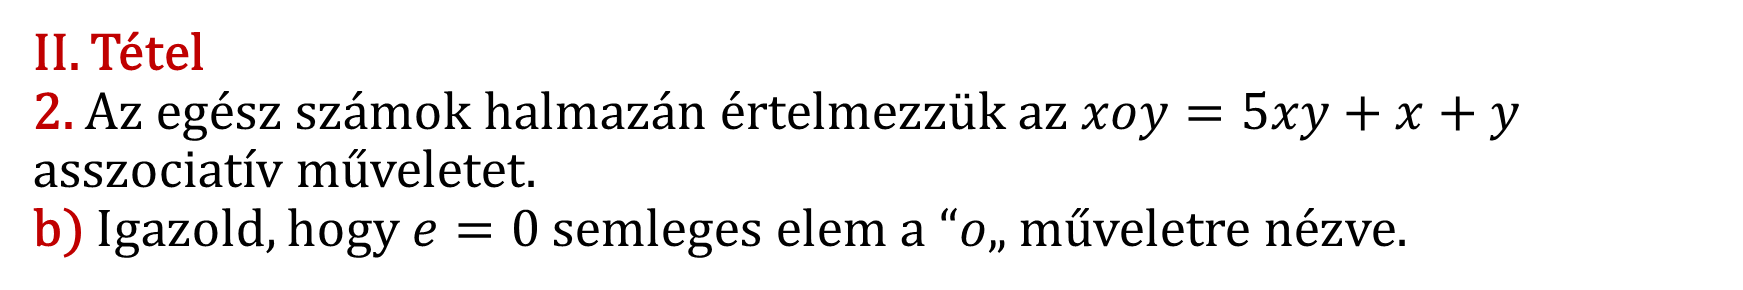 II. Tétel
2. Az egész számok halmazán értelmezzük az xoy = 5xy + x + y
asszociatív műveletet.
b) Igazold, hogy e = 0 semleges elem a “o„ műveletre nézve.